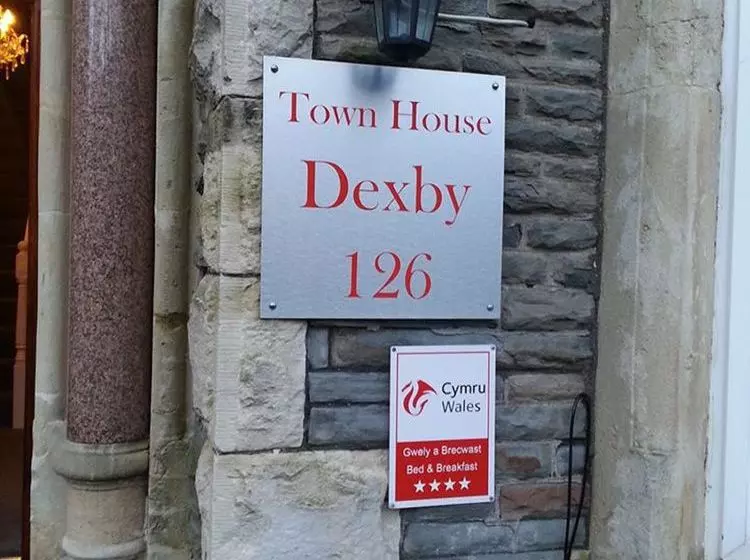 Town House
Dexby
126
Cymru
Wales
Gwely a Brecwast
Bed & Breakfast
★★★★